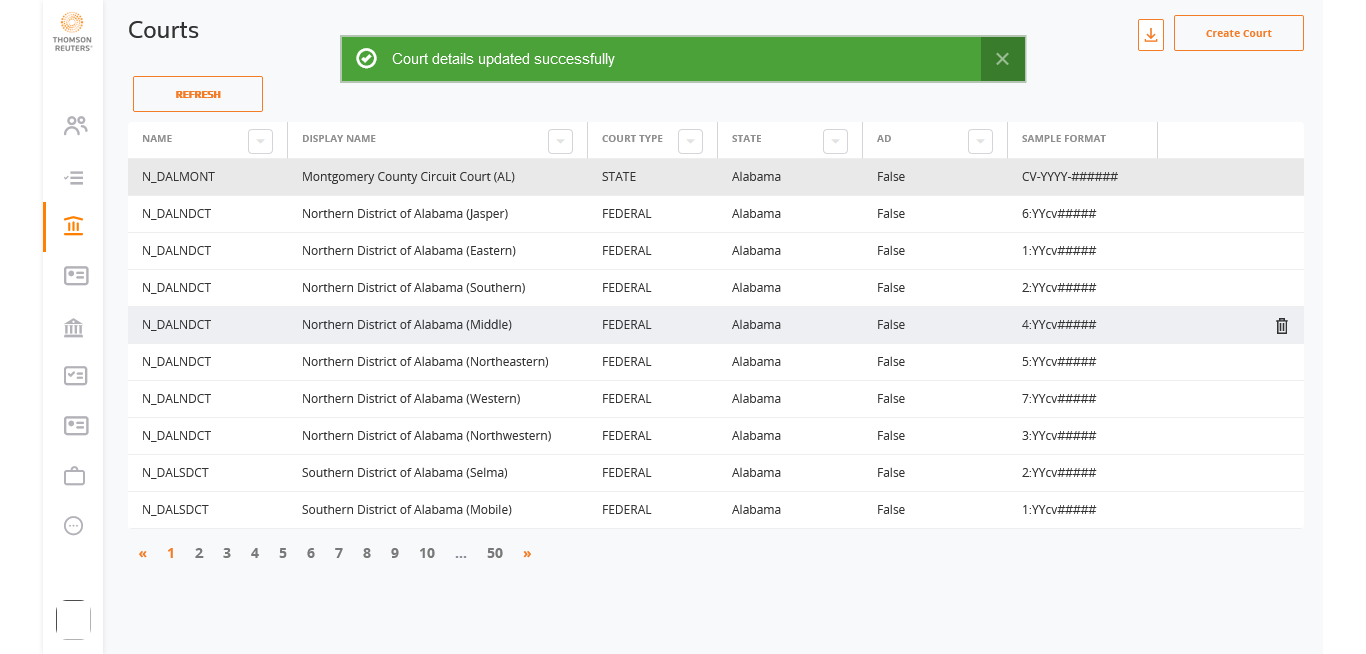 THOMSON
REUTERS®
Courts
Court details updated successfully
Create Court
REFRESH
NAME DISPLAY NAME COURT TYPE STATE AD SAMPLE FORMAT
N_DALMONT Montgomery County Circuit Court (AL) STATE Alabama False CV-YYYY-######
N_DALNDCT Northern District of Alabama (Jasper) FEDERAL Alabama False 6:YYcv#####
N_DALNDCT Northern District of Alabama (Eastern) FEDERAL Alabama False 1:YYcv#####
N_DALNDCT Northern District of Alabama (Southern) FEDERAL Alabama False 2:YYcv#####
N_DALNDCT Northern District of Alabama (Middle) FEDERAL Alabama False 4:YYcv#####
N_DALNDCT Northern District of Alabama (Northeastern) FEDERAL Alabama False 5:YYcv#####
N_DALNDCT Northern District of Alabama (Western) FEDERAL Alabama False 7:YYcv#####
N_DALNDCT Northern District of Alabama (Northwestern) FEDERAL Alabama False 3:YYcv#####
N_DALSDCT Southern District of Alabama (Selma) FEDERAL Alabama False 2:YYcv#####
N_DALSDCT Southern District of Alabama (Mobile) FEDERAL Alabama False 1:YYcv#####
« 1 2 3 4 5 6 7 8 9 10 ... 50 »